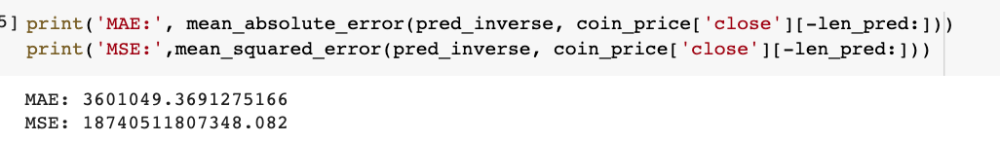 5] print('MAE:', mean_absolute_error(pred_inverse, coin_price['close'][-len_pred:]))
print('MSE:',mean_squared_error(pred_inverse, coin_price['close'][-len_pred:]))
MAE: 3601049.3691275166
MSE: 18740511807348.082